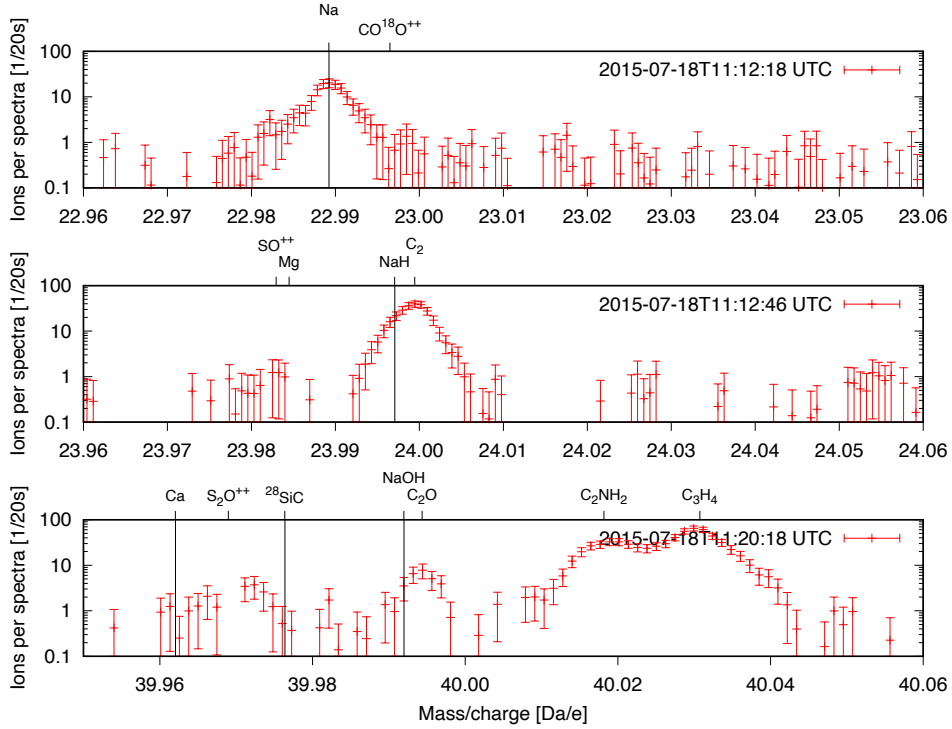 Na CO¹⁸O⁺⁺
Ions per spectra [1/20s]
100
10
1
0.1
2015-07-18T11:12:18 UTC
22.96 22.97 22.98 22.99 23.00 23.01 23.02 23.03 23.04 23.05 23.06
SO⁺⁺ Mg NaH C₂
Ions per spectra [1/20s]
100
10
1
0.1
2015-07-18T11:12:46 UTC
23.96 23.97 23.98 23.99 24.00 24.01 24.02 24.03 24.04 24.05 24.06
NaOH
Ca S₂O⁺⁺ ²⁸SiC C₂O C₂NH₂ C₃H₄
Ions per spectra [1/20s]
100
10
1
0.1
2015-07-18T11:20:18 UTC
39.96 39.98 40.00 40.02 40.04 40.06
Mass/charge [Da/e]